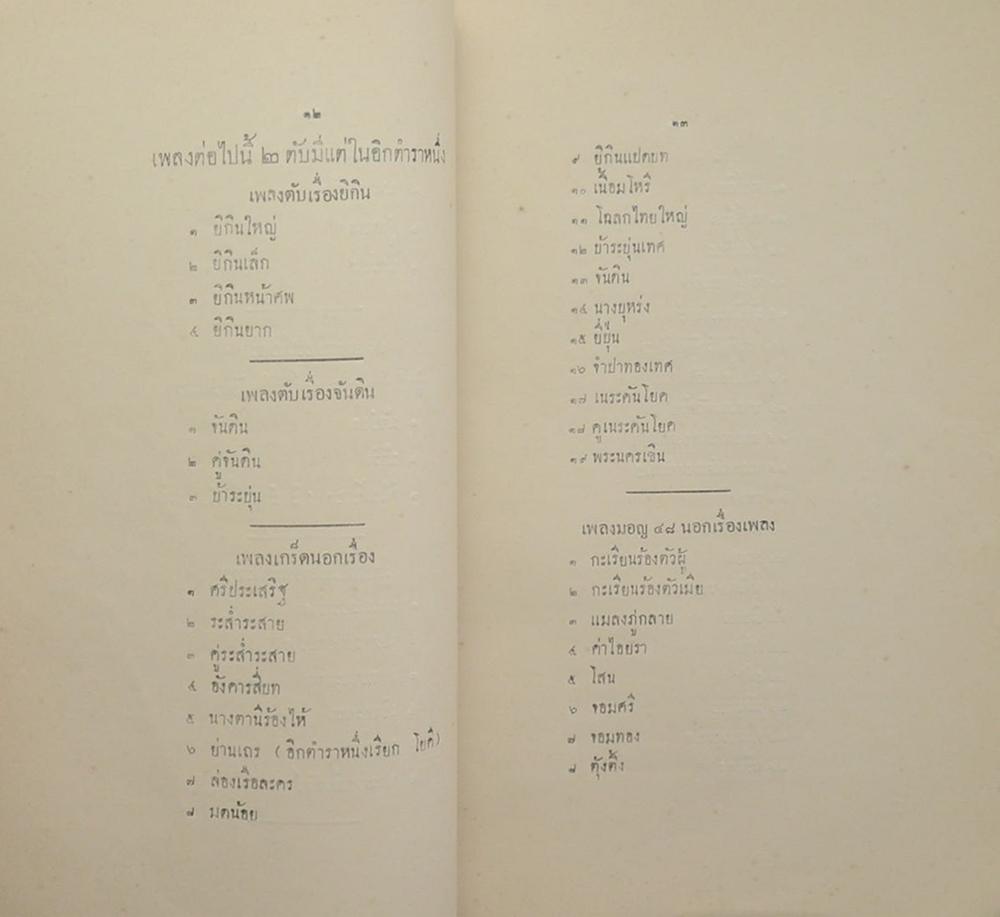 ๑๒
เพลงต่อไปนี้ ๒ ตับมีแต่ในอีกตำราหนึ่ง
เพลงตับเรื่องยิกิน
๑ ยิกินใหญ่
๒ ยิกินเล็ก
๓ ยิกินหน้าศพ
๔ ยิกินยาก
เพลงตับเรื่องจันดิน
๑ จันดิน
๒ คู่จันดิน
๓ ย้าระยุ่น
เพลงเกร็ดนอกเรื่อง
๑ ศรีประเสริฐ
๒ ระส่ำระสาย
๓ คู่ระส่ำระสาย
๔ อังคารสี่บท
๕ นางตานีร้องไห้
๖ ย่านเถร (อีกตำราหนึ่งเรียก โยคี)
๗ ล่องเรือละคร
๘ มดน้อย
๑๓
๙ ยิกินแปดบท
๑๐ เนื้อมโหรี
๑๑ โฉลกไทยใหญ่
๑๒ ย้าระยุ่นเทศ
๑๓ จันดิน
๑๔ นางยุหร่ง
๑๕ ยี่ปุ่น
๑๖ จำปาทองเทศ
๑๗ เนระคันโยค
๑๘ คูเนระคันโยค
๑๙ พระนครเขิน
เพลงมอญ ๔๘ นอกเรื่องเพลง
๑ กะเรียนร้องตัวผู้
๒ กะเรียนร้องตัวเมีย
๓ แมลงภู่กลาย
๔ ค่าไอยรา
๕ โสน
๖ จอมศรี
๗ จอมทอง
๘ ตุ้งติ้ง